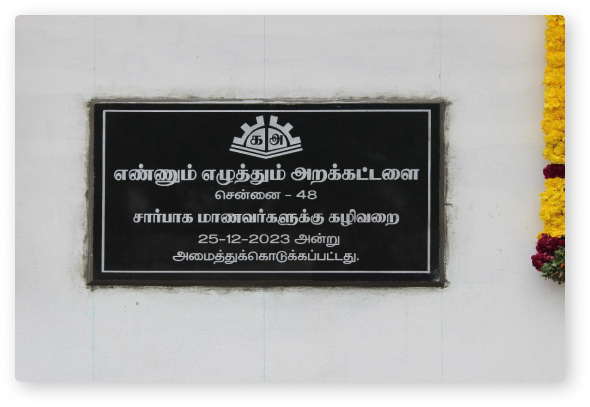 க அ
எண்ணும் எழுத்தும் அறக்கட்டளை
சென்னை - 48
சார்பாக மாணவர்களுக்கு கழிவறை
25-12-2023 அன்று
அமைத்துக்கொடுக்கப்பட்டது.